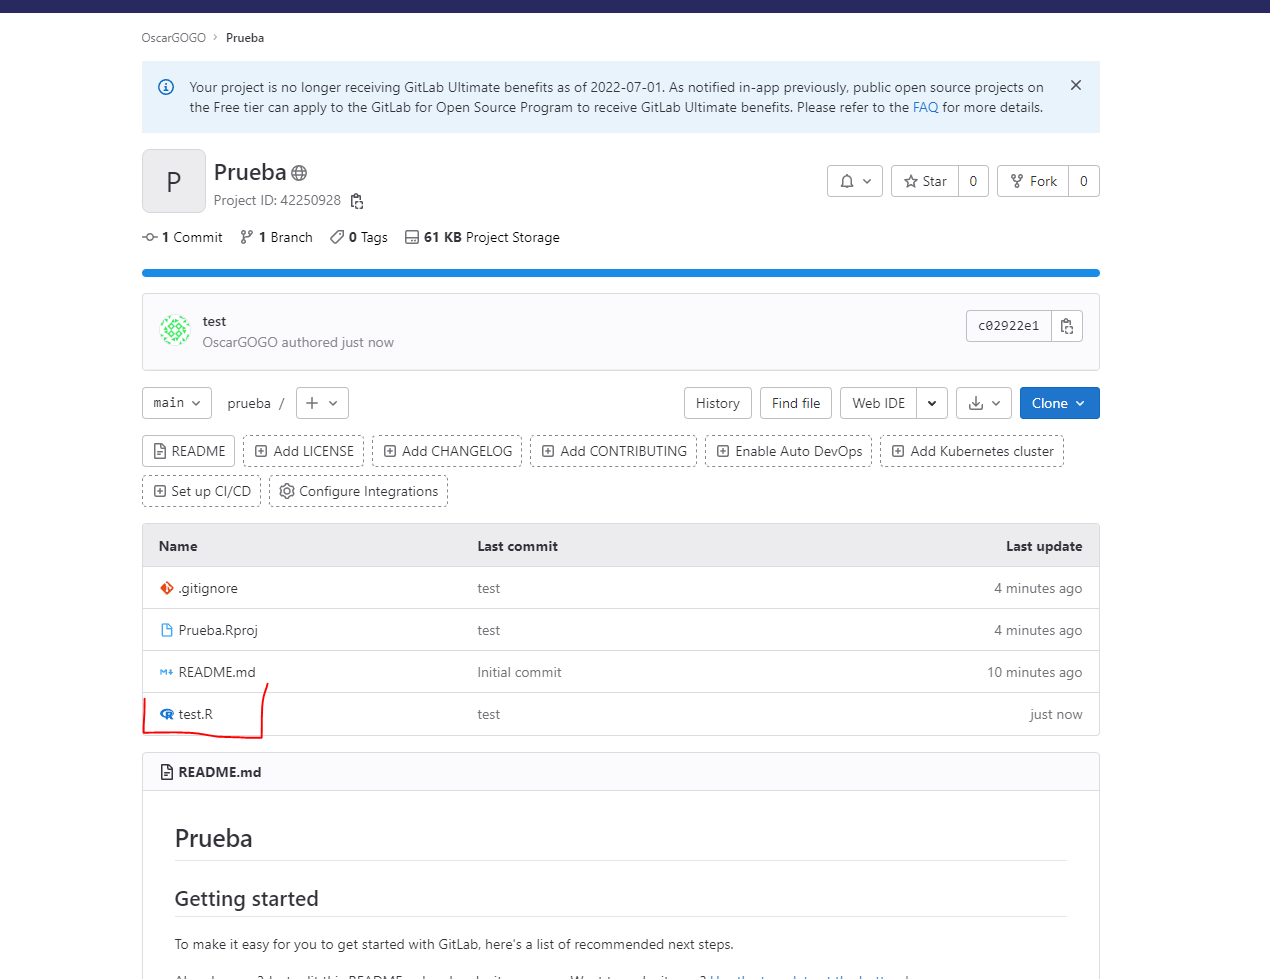 OscarGOGO › Prueba
Your project is no longer receiving GitLab Ultimate benefits as of 2022-07-01. As notified in-app previously, public open source projects on
the Free tier can apply to the GitLab for Open Source Program to receive GitLab Ultimate benefits. Please refer to the FAQ for more details.
P
Prueba
Project ID: 42250928
Star 0 Fork 0
1 Commit 1 Branch 0 Tags 61 KB Project Storage
test
OscarGOGO authored just now
c02922e1
main prueba / + History Find file Web IDE Clone
README Add LICENSE Add CHANGELOG Add CONTRIBUTING Enable Auto DevOps Add Kubernetes cluster
Set up CI/CD Configure Integrations
Name Last commit Last update
.gitignore test 4 minutes ago
Prueba.Rproj test 4 minutes ago
README.md Initial commit 10 minutes ago
test.R test just now
README.md
Prueba
Getting started
To make it easy for you to get started with GitLab, here's a list of recommended next steps.